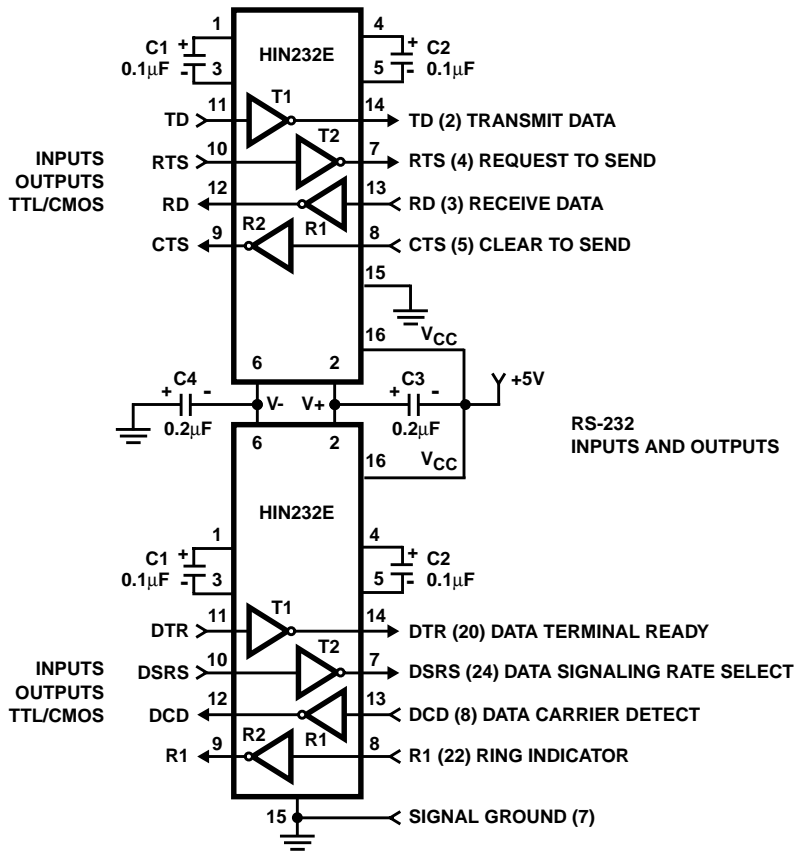 1
4
C1 +
0.1µF -
3
HIN232E
+ C2
- 0.1µF
5
TD 11 T1 14 TD (2) TRANSMIT DATA
RTS 10 T2 7 RTS (4) REQUEST TO SEND
INPUTS
OUTPUTS
TTL/CMOS
RD 12 R1 13 RD (3) RECEIVE DATA
CTS 9 R2 8 CTS (5) CLEAR TO SEND
15
16 VCC
6 2
+ C4 -
0.2µF
V- V+
+ C3 -
0.2µF
+5V
RS-232
INPUTS AND OUTPUTS
6 2
16 VCC
HIN232E
1
4
C1 +
0.1µF -
3
+ C2
- 0.1µF
5
DTR 11 T1 14 DTR (20) DATA TERMINAL READY
DSRS 10 T2 7 DSRS (24) DATA SIGNALING RATE SELECT
INPUTS
OUTPUTS
TTL/CMOS
DCD 12 R1 13 DCD (8) DATA CARRIER DETECT
R1 9 R2 8 R1 (22) RING INDICATOR
15 SIGNAL GROUND (7)